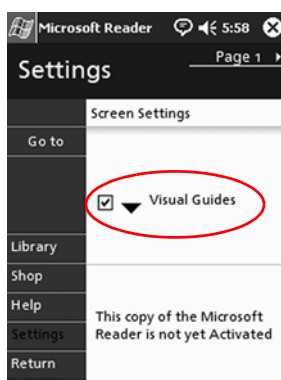 Microsoft Reader 5:58
Settings
Page 1
Screen Settings
Go to
Visual Guides
Library
Shop
Help
This copy of the Microsoft
Settings
Reader is not yet Activated
Return